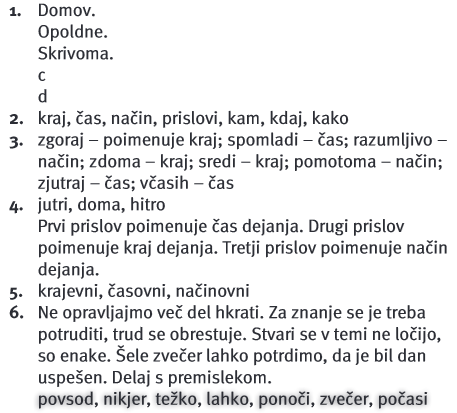 1. Domov.
Opoldne.
Skrivoma.
c
d
2. kraj, čas, način, prislovi, kam, kdaj, kako
3. zgoraj – poimenuje kraj; spomladi – čas; razumljivo –
način; zdoma – kraj; sredi – kraj; pomotoma – način;
zjutraj – čas; včasih – čas
4. jutri, doma, hitro
Prvi prislov poimenuje čas dejanja. Drugi prislov
poimenuje kraj dejanja. Tretji prislov poimenuje način
dejanja.
5. krajevni, časovni, načinovni
6. Ne opravljajmo več del hkrati. Za znanje se je treba
potruditi, trud se obrestuje. Stvari se v temi ne ločijo,
so enake. Šele zvečer lahko potrdimo, da je bil dan
uspešen. Delaj s premislekom.
povsod, nikjer, težko, lahko, ponoči, zvečer, počasi